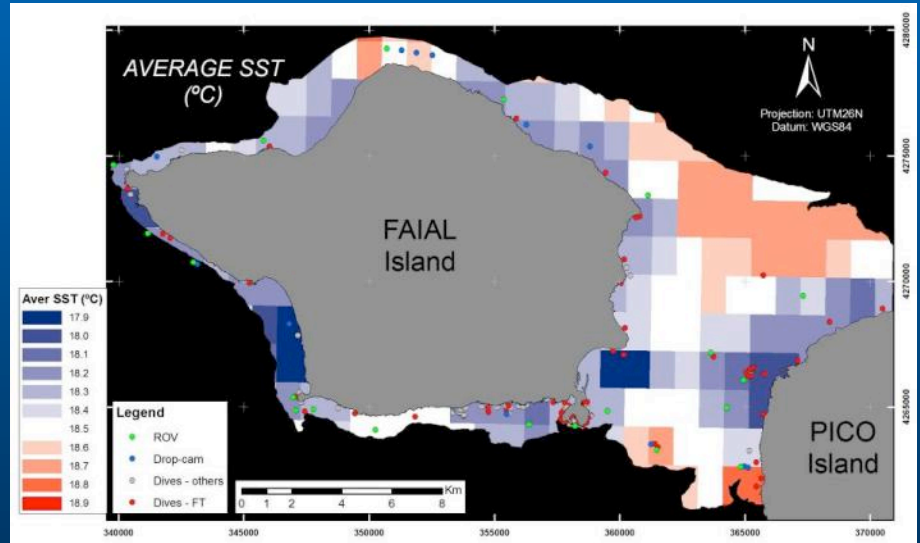 AVERAGE SST
(ºC)
N
Projection: UTM26N
Datum: WGS84
4280000
4275000
4270000
4265000
FAIAL
Island
PICO
Island
Aver SST (ºC)
17.9
18.0
18.1
18.2
18.3
18.4
18.5
18.6
18.7
18.8
18.9
Legend
ROV
Drop-cam
Dives - others
Dives - FT
Km
0 1 2 4 6 8
340000 345000 350000 355000 360000 365000 370000